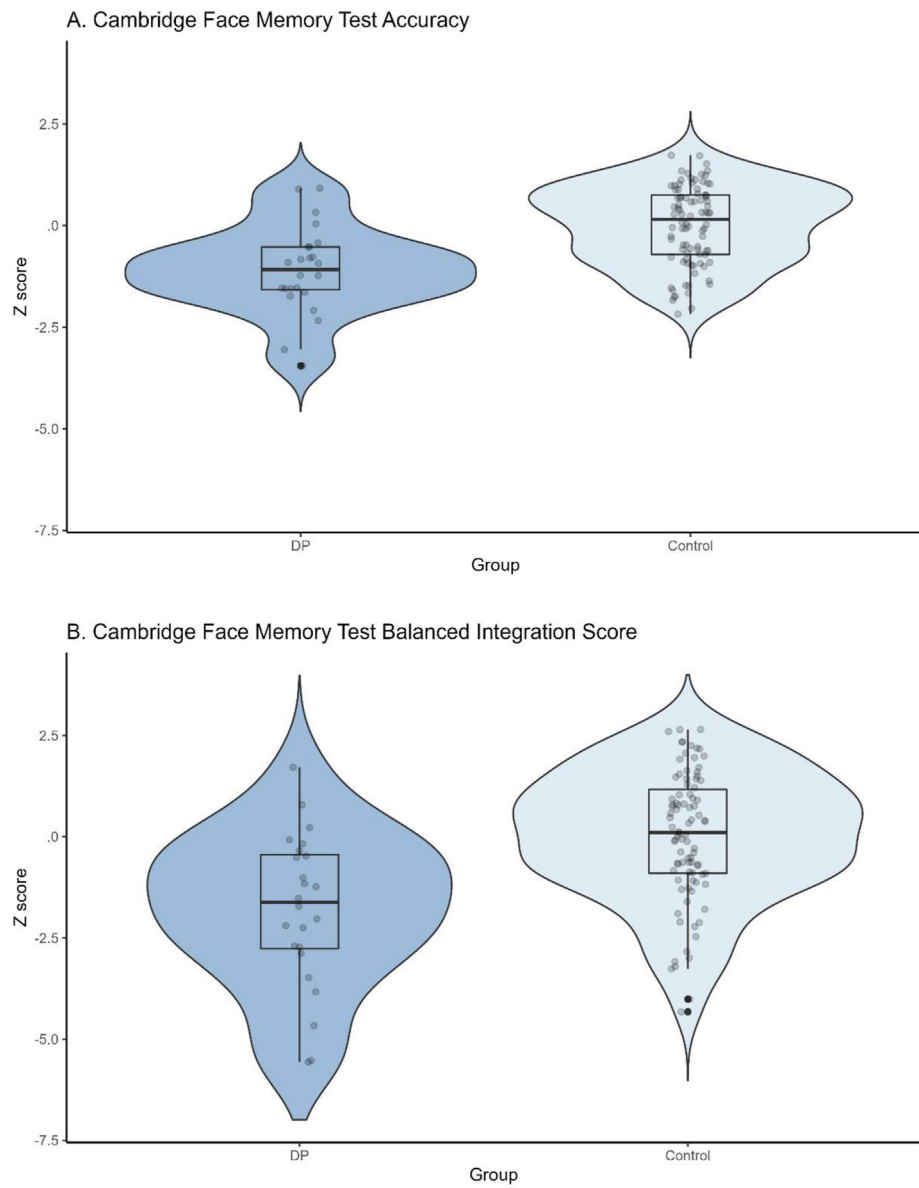 A. Cambridge Face Memory Test Accuracy
2.5
.0
-2.5
-5.0
-7.5
Z score
DP Control
Group
B. Cambridge Face Memory Test Balanced Integration Score
2.5
.0
-2.5
-5.0
-7.5
Z score
DP Control
Group